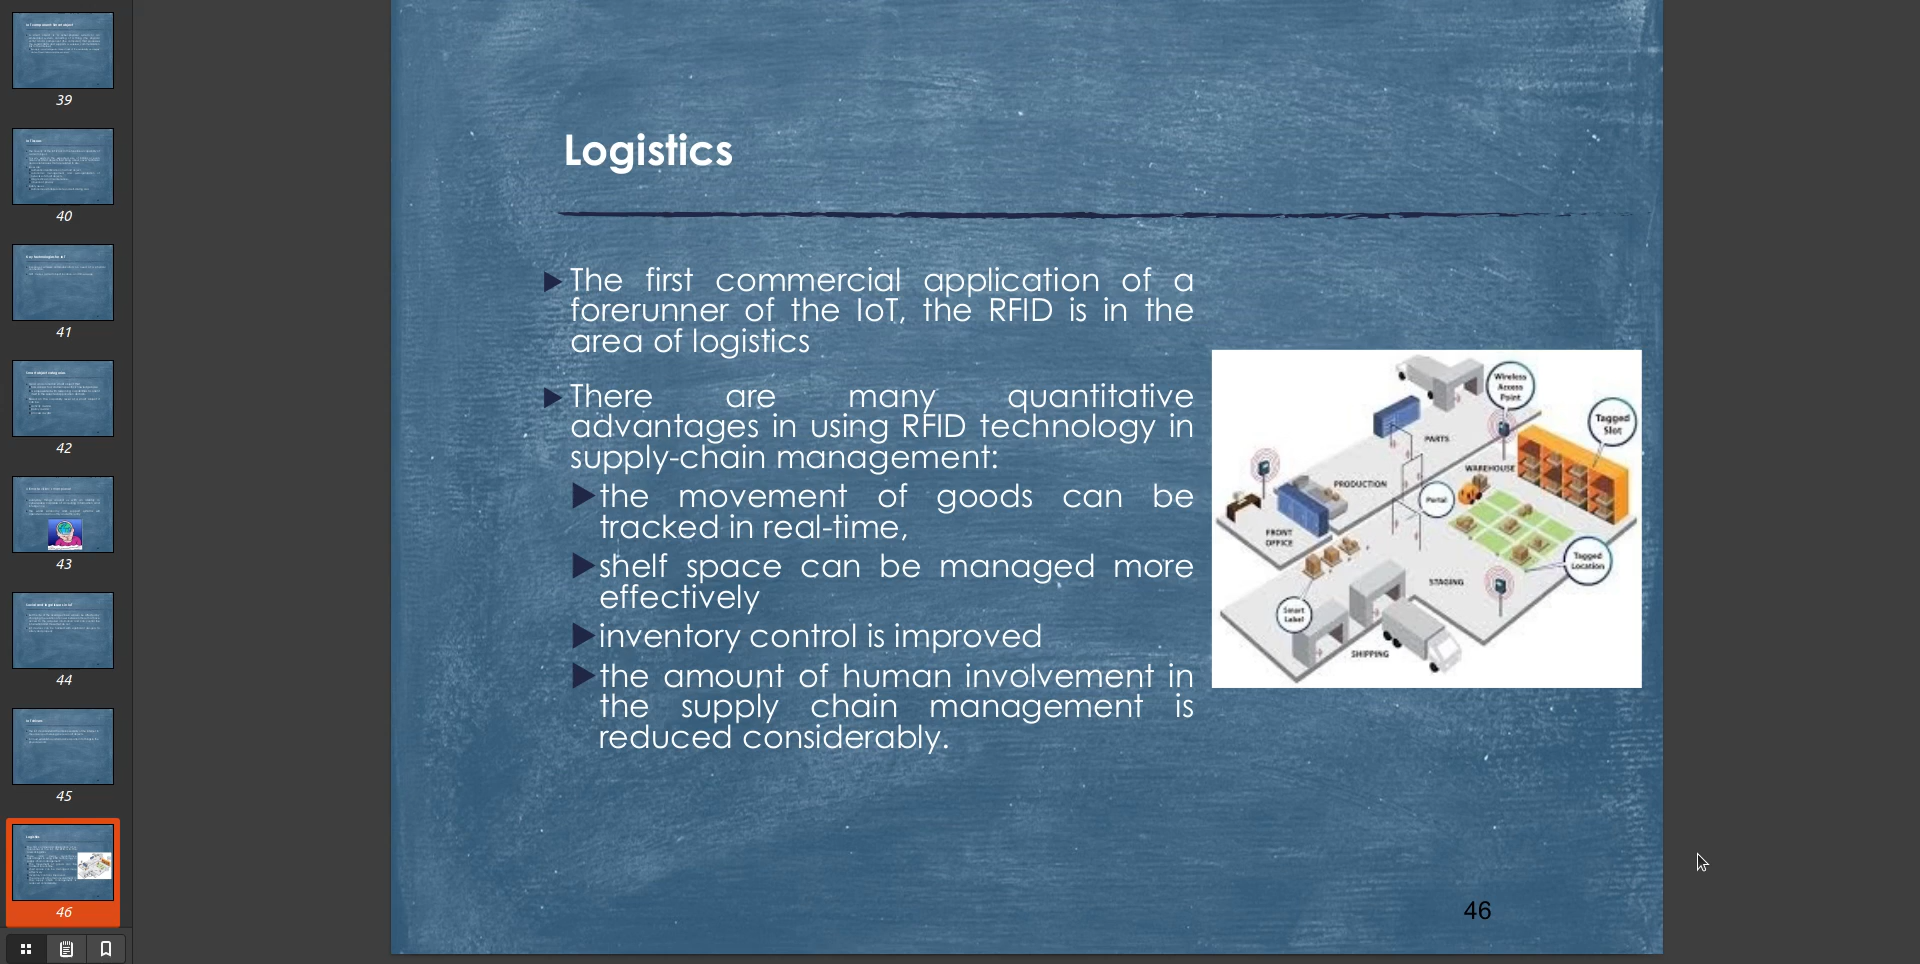 39
40
41
42
43
44
45
46
Logistics
The first commercial application of a
forerunner of the IoT, the RFID is in the
area of logistics
There are many quantitative
advantages in using RFID technology in
supply-chain management:
the movement of goods can be
tracked in real-time,
shelf space can be managed more
effectively
inventory control is improved
the amount of human involvement in
the supply chain management is
reduced considerably.
Wireless
Access
Point
Tagged
Slot
PARTS
WAREHOUSE
PRODUCTION
Portal
FRONT
OFFICE
Tagged
Location
STAGING
Smart
Label
SHIPPING
46